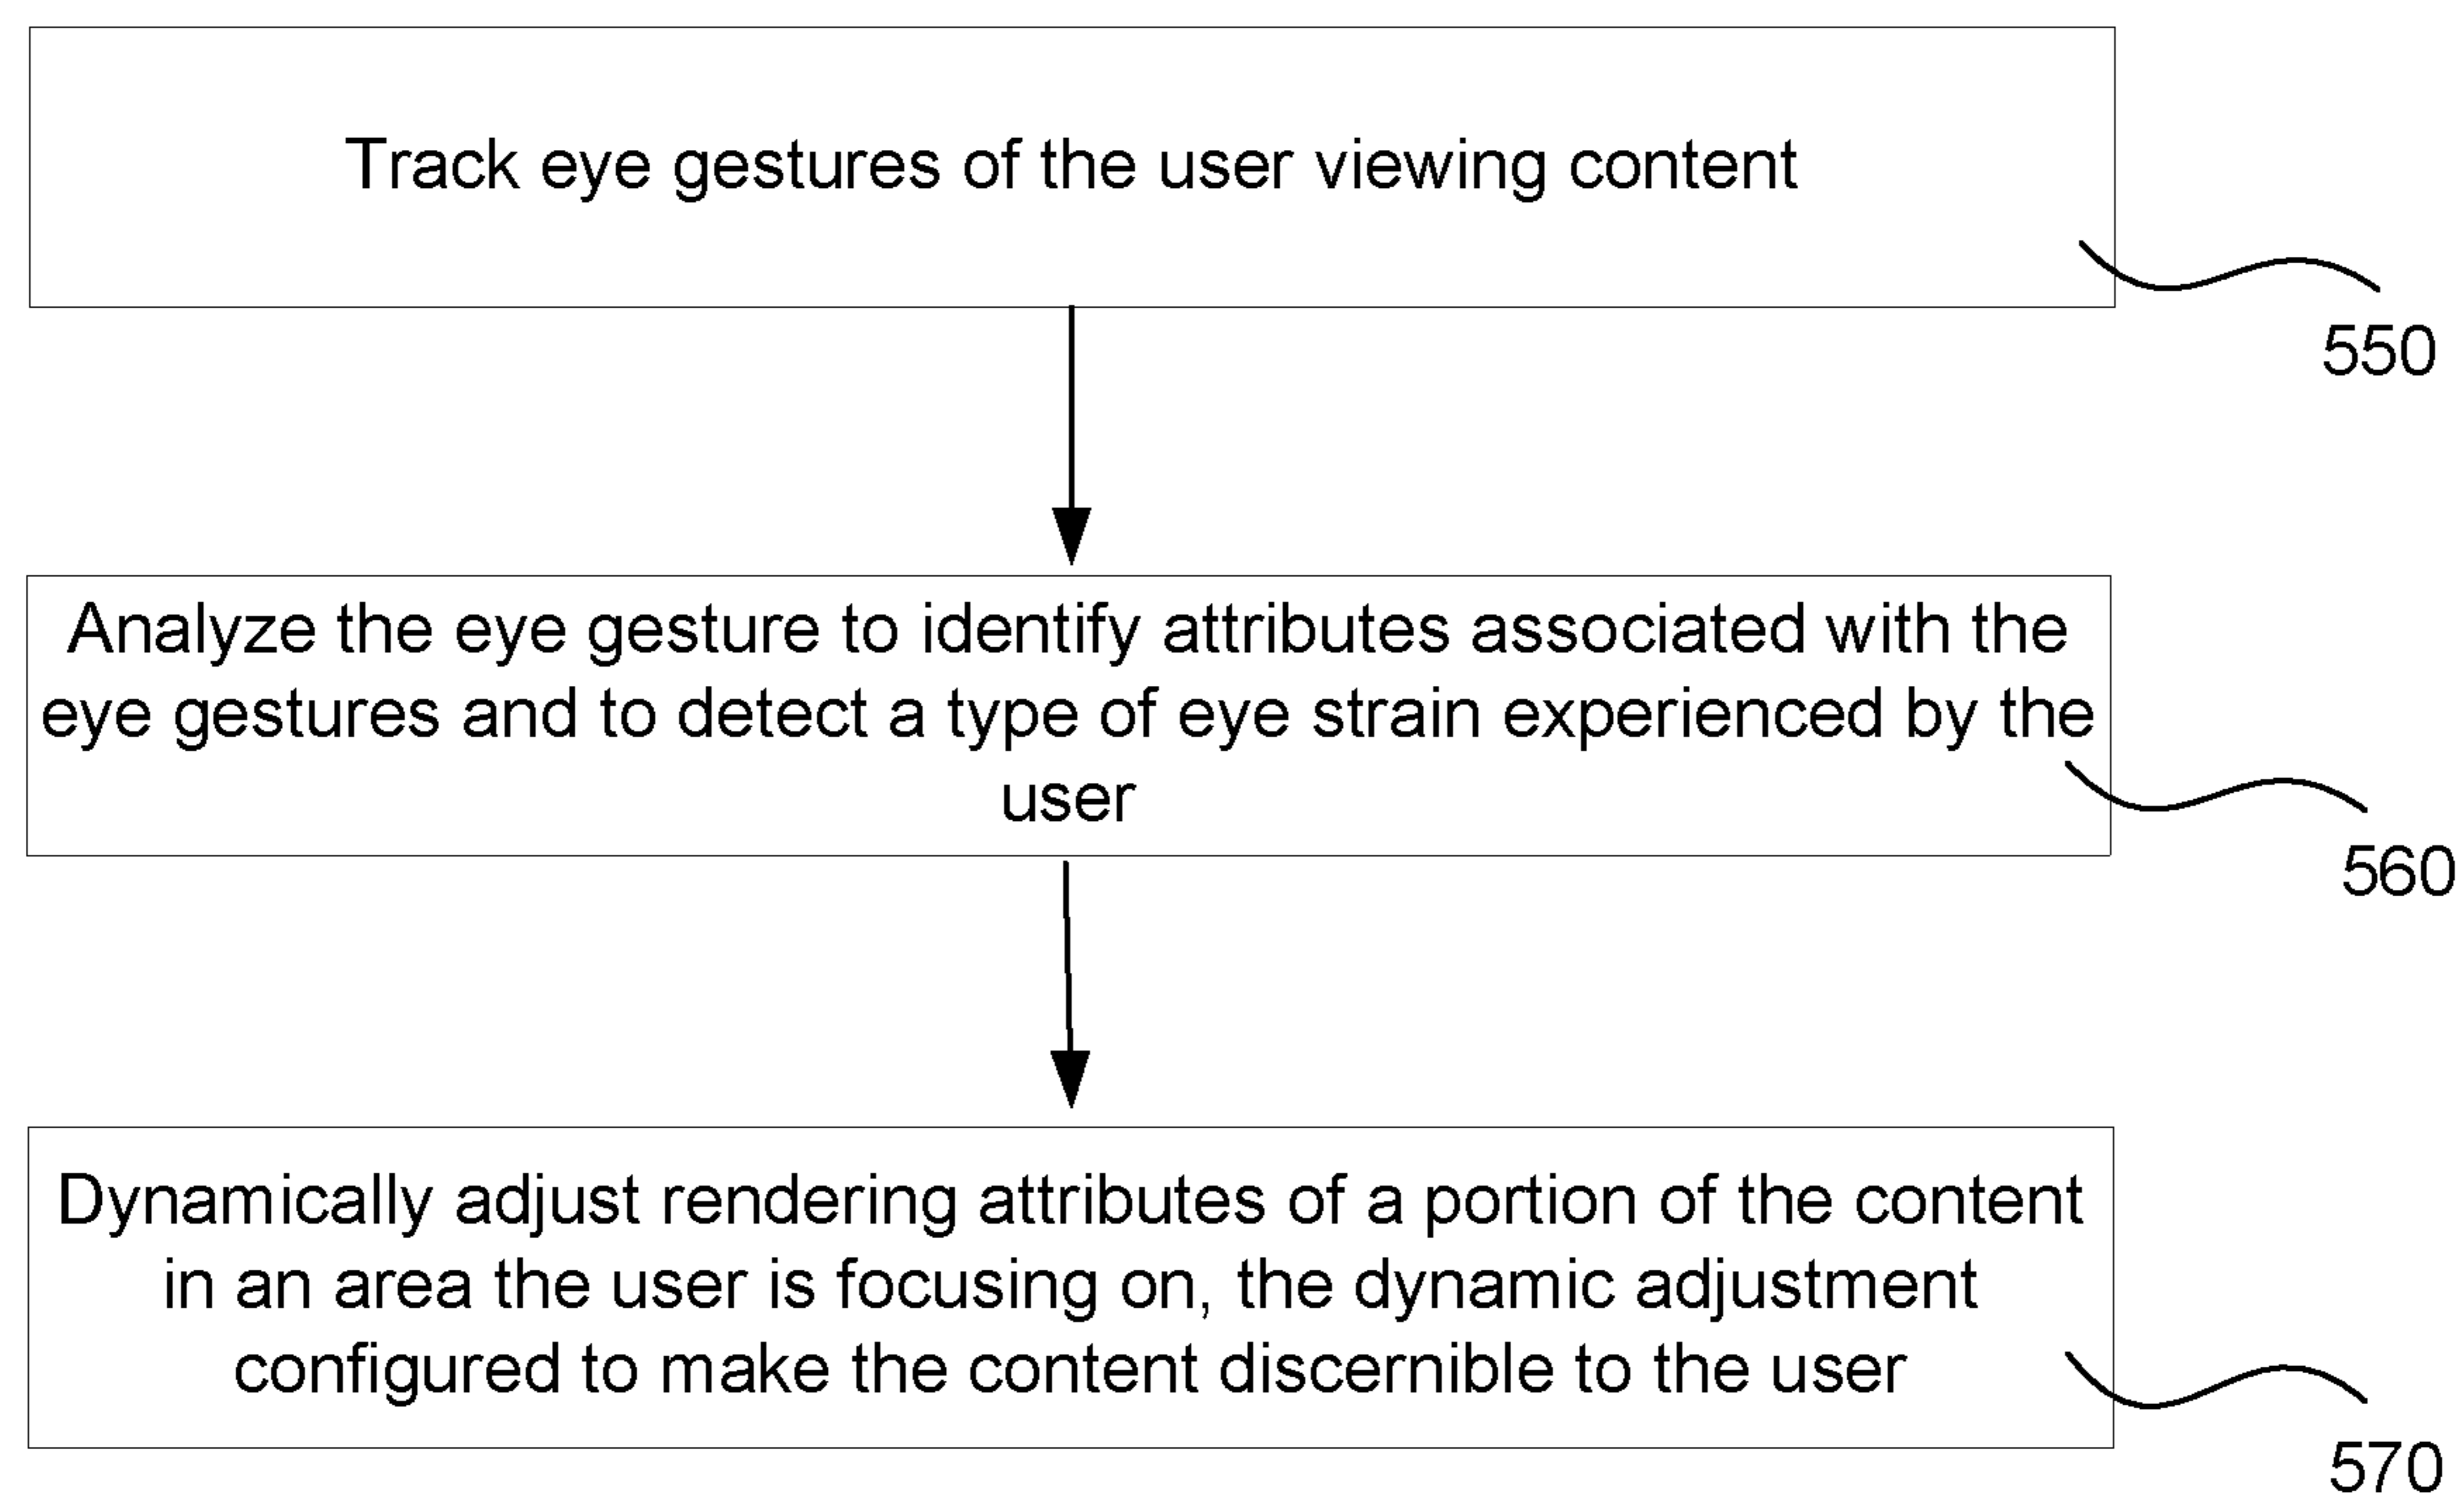 Track eye gestures of the user viewing content
550
Analyze the eye gesture to identify attributes associated with the
eye gestures and to detect a type of eye strain experienced by the
user
560
Dynamically adjust rendering attributes of a portion of the content
in an area the user is focusing on, the dynamic adjustment
configured to make the content discernible to the user
570